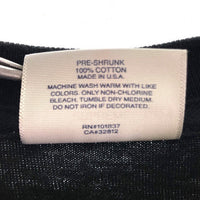 PRE-SHRUNK
100% COTTON
MADE IN U.S.A.
MACHINE WASH WARM WITH LIKE
COLORS. ONLY NON-CHLORINE
BLEACH. TUMBLE DRY MEDIUM.
DO NOT IRON IF DECORATED.
RN#101837
CA#32812